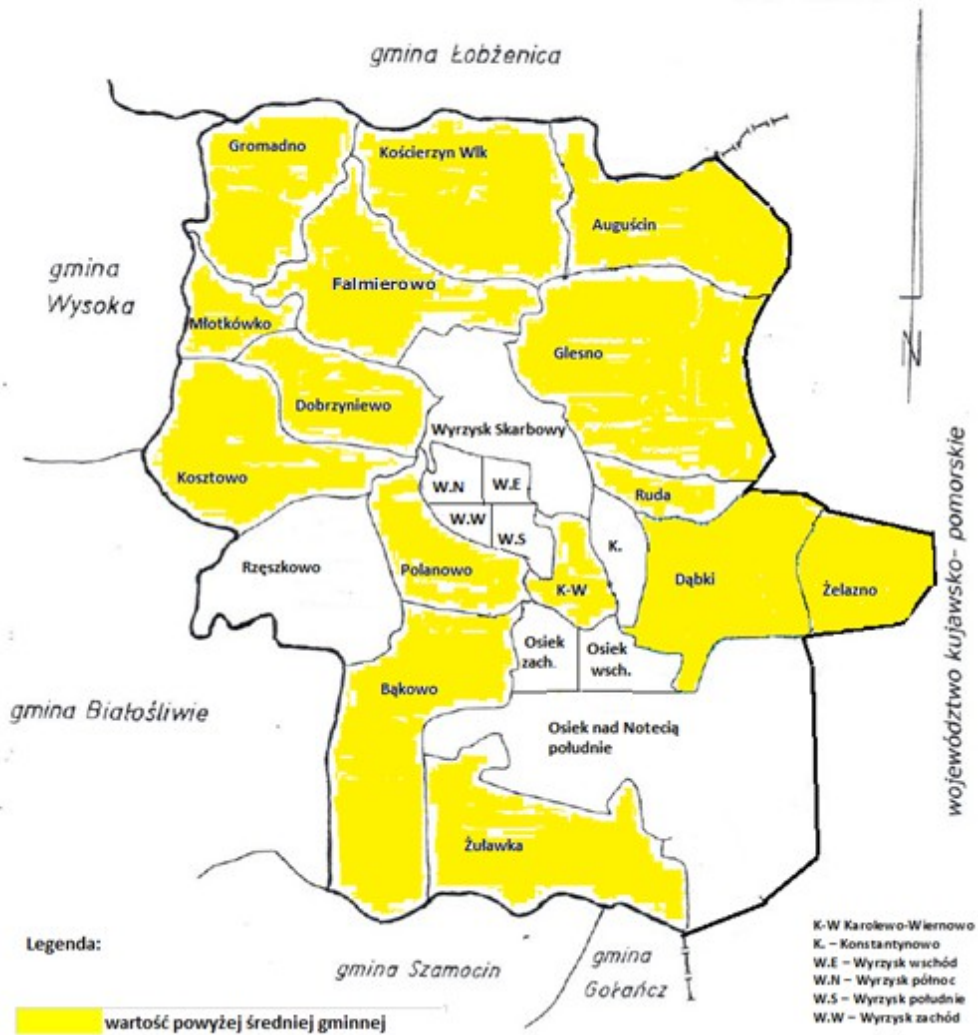 gmina Łobżenica
Gromadno
Kościerzyn Wlk
Auguścin
gmina
Wysoka
Falmierowo
Młotkówko
Glesno
Dobrzyniewo
Wyrzysk Skarbowy
Kosztowo
W.N
W.E
Ruda
W.W
W.S
K.
Rzęszkowo
Polanowo
K-W
Dąbki
Żelazno
Osiek
zach.
Osiek
wsch.
Bąkowo
gmina Białośliwie
Osiek nad Notecią
południe
województwo kujawsko- pomorskie
Żuławka
N
Legenda:
gmina Szamocin
gmina
Gołańcz
K-W Karolewo-Wiernowo
K. – Konstantynowo
W.E – Wyrzysk wschód
W.N – Wyrzysk północ
W.S – Wyrzysk południe
W.W – Wyrzysk zachód
wartość powyżej średniej gminnej